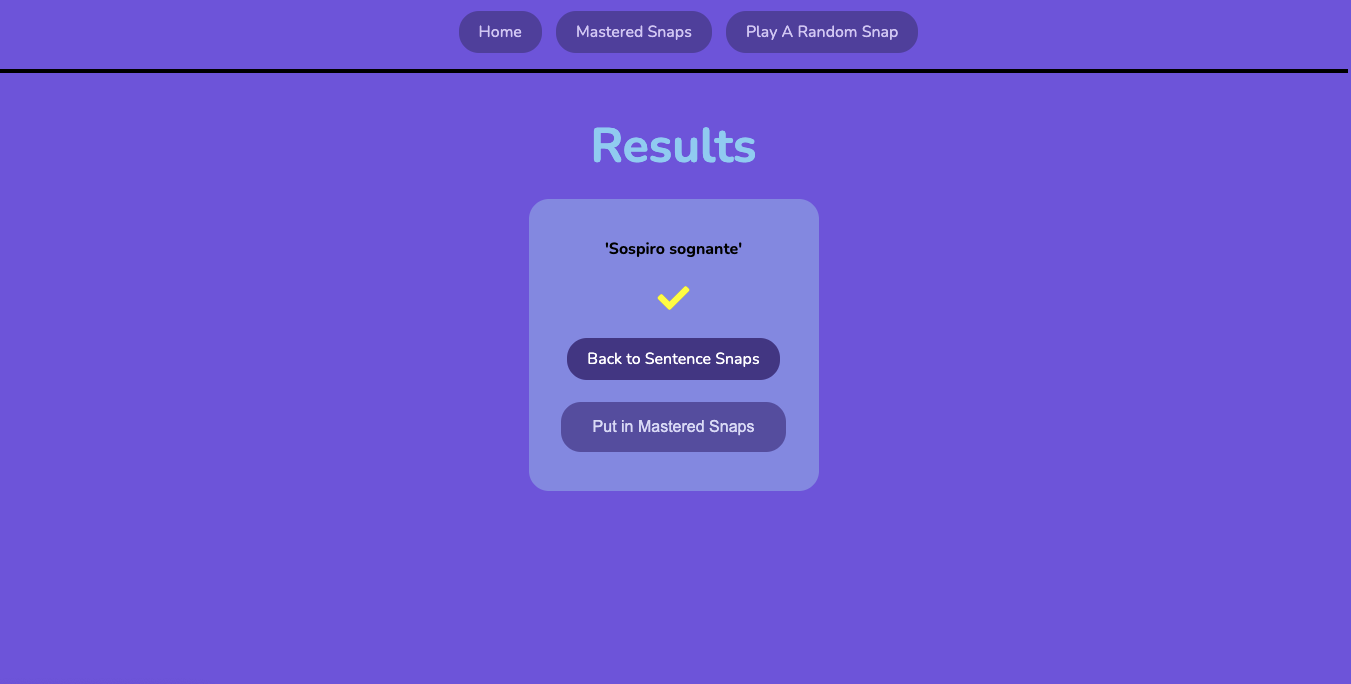 Home Mastered Snaps Play A Random Snap
Results
'Sospiro sognante'
Back to Sentence Snaps
Put in Mastered Snaps